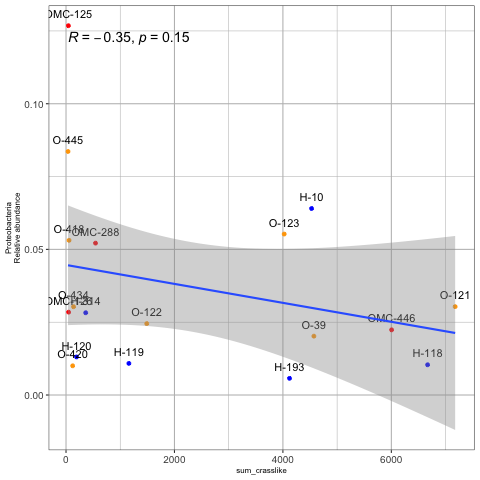 OMC-125
R = −0.35, p = 0.15
0.10
O-445
H-10
O-123
O-418
OMC-288
0.05
Proteobacteria
Relative abundance
O-434
O-121
O-122
OMC-446
O-39
H-120
O-420
H-119
H-118
H-193
0.00
0
2000
4000
6000
sum_crasslike